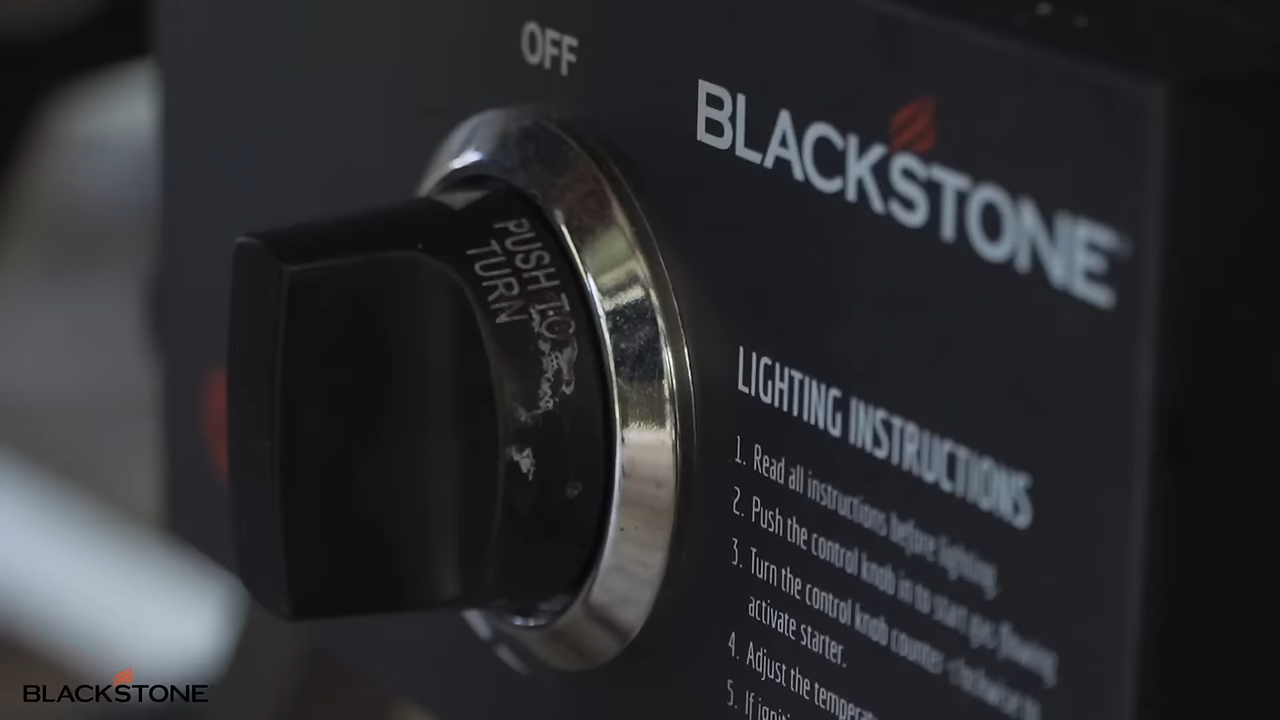 OFF
BLACKSTONE
PUSH TO
TURN
LIGHTING INSTRUCTIONS
1. Read all instructions before lighting.
2. Push the control knob in to start gas flowing
3. Turn the control knob counter - clockwise to
activate starter.
4. Adjust the
5. If
BLACKSTONE